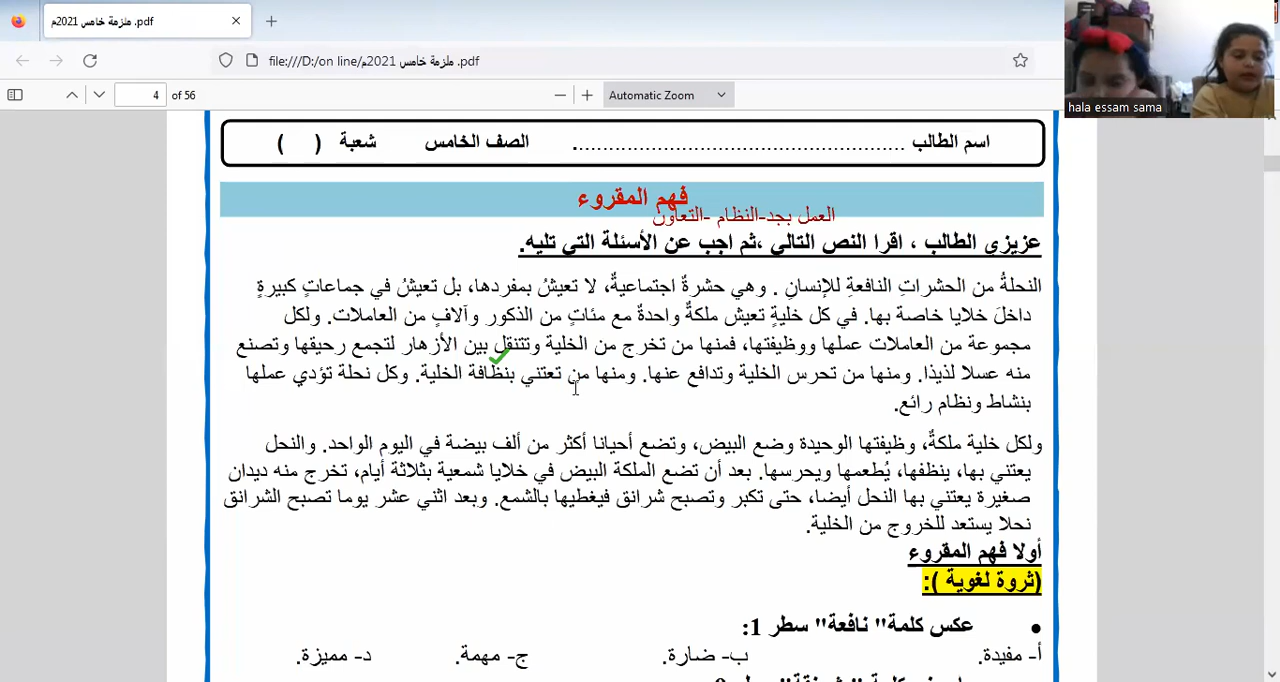 ملزمة خامس 2021م.pdf
file:///D:/on line/ملزمة خامس 2021م.pdf
4 of 56
Automatic Zoom
hala essam sama
اسم الطالب ....................................................... الصف الخامس شعبة ( )
فهم المقروء
العمل بجد-النظام -التعاون
عزيزي الطالب ، اقرا النص التالي ،ثم اجب عن الأسئلة التي تليه.
النحلةُ من الحشراتِ النافعةِ للإنسانِ . وهي حشرةٌ اجتماعيةٌ، لا تعيشُ بمفردها، بل تعيشُ في جماعاتٍ كبيرةٍ
داخلَ خلايا خاصة بها. في كل خليةٍ تعيش ملكةٌ واحدةٌ مع مئاتٍ من الذكور وآلافٍ من العاملات. ولكل
مجموعة من العاملات عملها ووظيفتها، فمنها من تخرج من الخلية وتتنقل بين الأزهار لتجمع رحيقها وتصنع
منه عسلا لذيذا. ومنها من تحرس الخلية وتدافع عنها. ومنها من تعتني بنظافة الخلية. وكل نحلة تؤدي عملها
بنشاط ونظام رائع.
ولكل خلية ملكةٌ، وظيفتها الوحيدة وضع البيض، وتضع أحيانا أكثر من ألف بيضة في اليوم الواحد. والنحل
يعتني بها، ينظفها، يُطعمها ويحرسها. بعد أن تضع الملكة البيض في خلايا شمعية بثلاثة أيام، تخرج منه ديدان
صغيرة يعتني بها النحل أيضا، حتى تكبر وتصبح شرانق فيغطيها بالشمع. وبعد اثني عشر يوما تصبح الشرانق
نحلا يستعد للخروج من الخلية.
أولا فهم المقروء
(ثروة لغوية ):
• عكس كلمة" نافعة" سطر 1:
أ- مفيدة. ب- ضارة. ج- مهمة. د- مميزة.